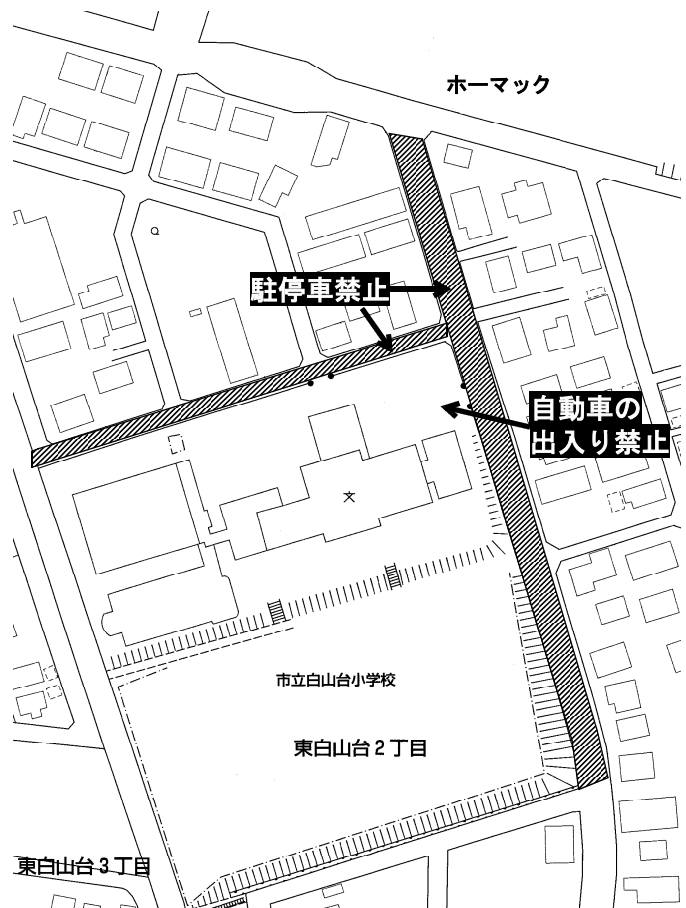 ホーマック
駐停車禁止
自動車の
出入り禁止
文
市立白山台小学校
東白山台2丁目
東白山台3丁目